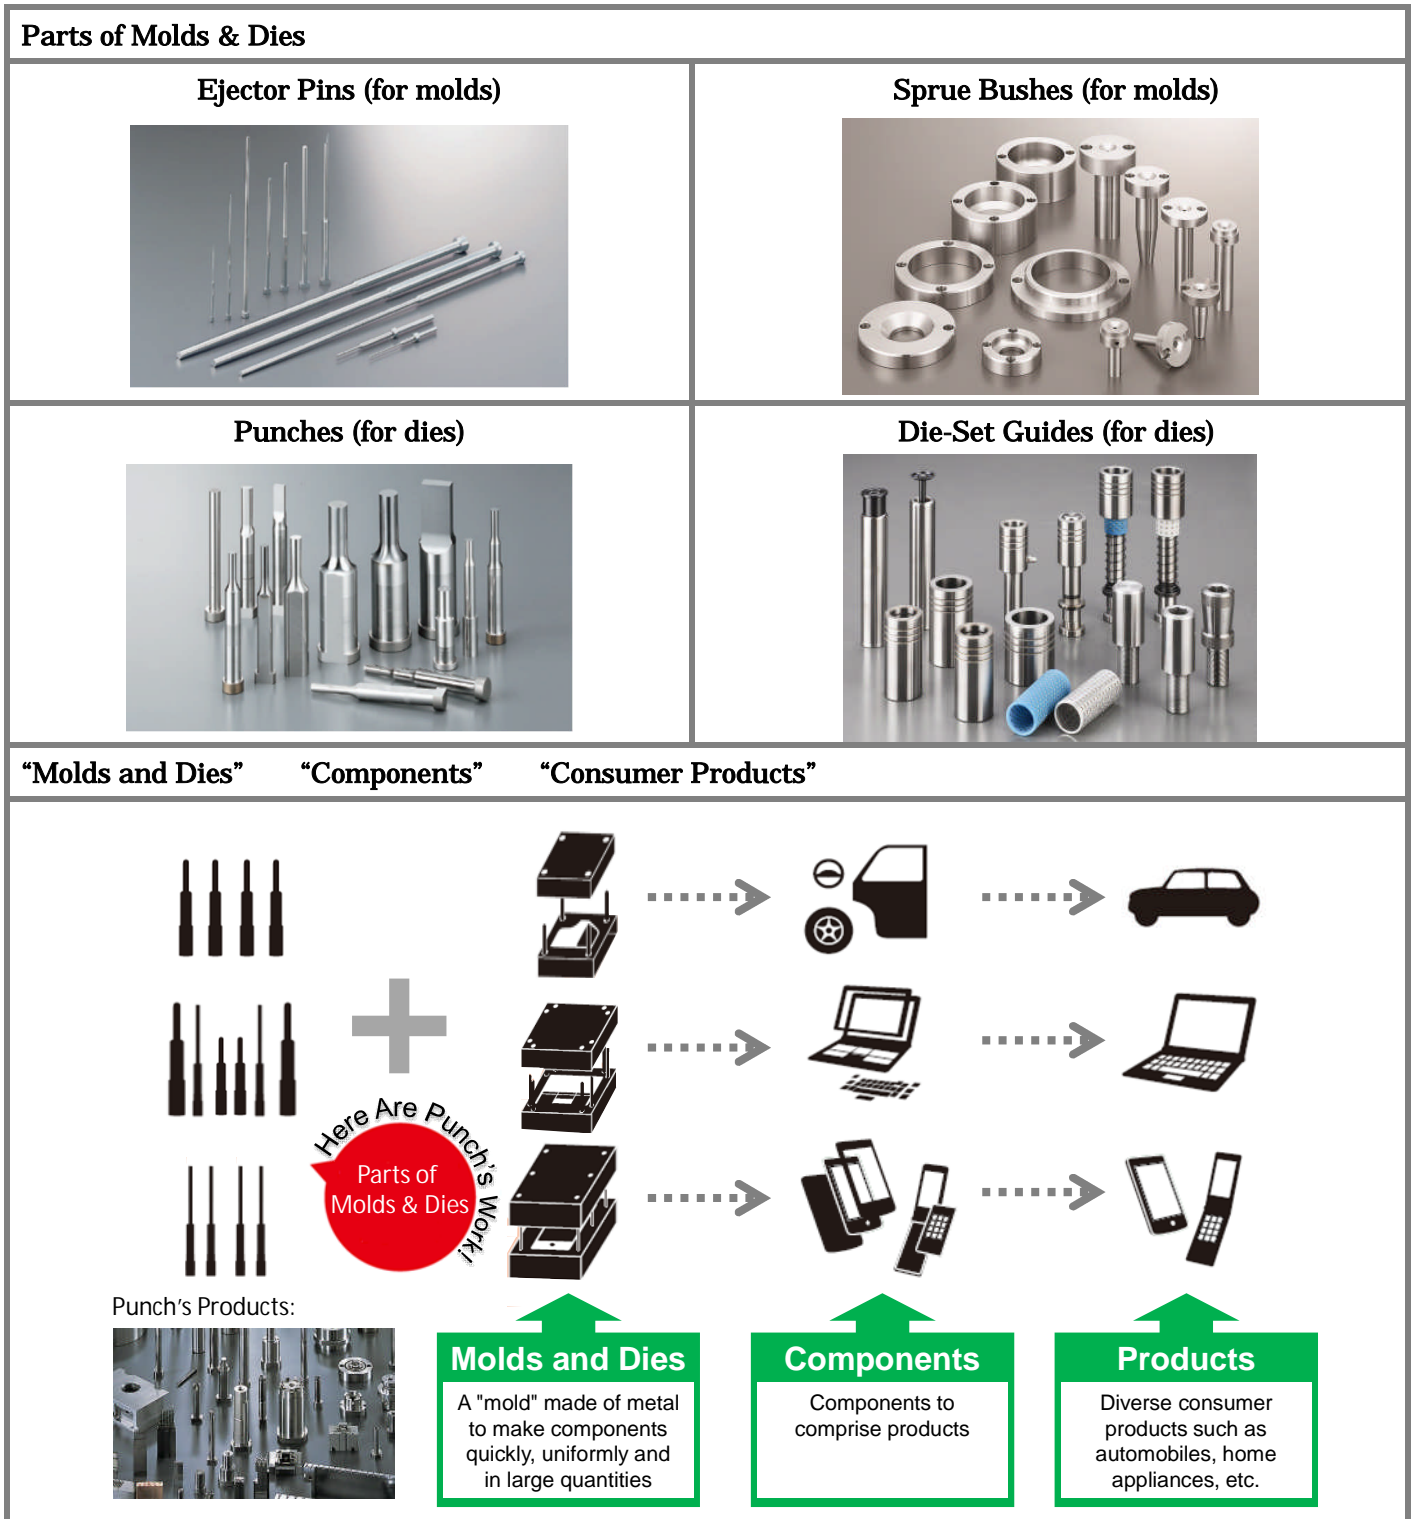 Parts of Molds & Dies
Ejector Pins (for molds)
Sprue Bushes (for molds)
Punches (for dies)
Die-Set Guides (for dies)
“Molds and Dies” “Components” “Consumer Products”
Here Are Punch's Work!
Parts of
Molds & Dies
Punch's Products:
Molds and Dies
A "mold" made of metal
to make components
quickly, uniformly and
in large quantities
Components
Components to
comprise products
Products
Diverse consumer
products such as
automobiles, home
appliances, etc.